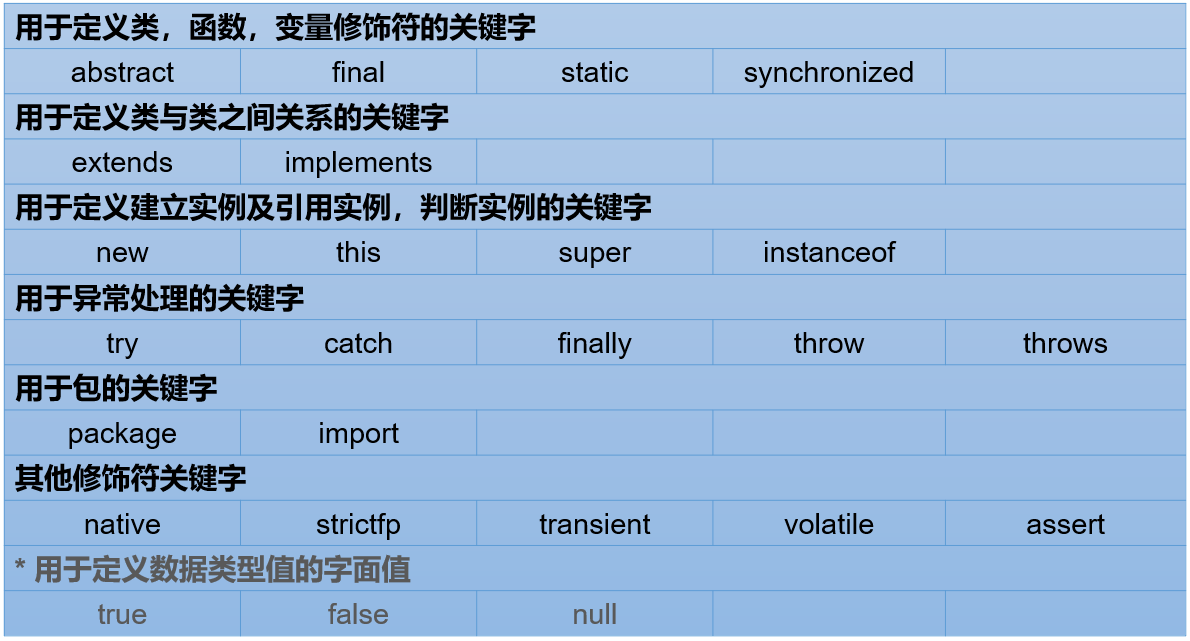 用于定义类，函数，变量修饰符的关键字
abstract final static synchronized
用于定义类与类之间关系的关键字
extends implements
用于定义建立实例及引用实例，判断实例的关键字
new this super instanceof
用于异常处理的关键字
try catch finally throw throws
用于包的关键字
package import
其他修饰符关键字
native strictfp transient volatile assert
* 用于定义数据类型值的字面值
true false null